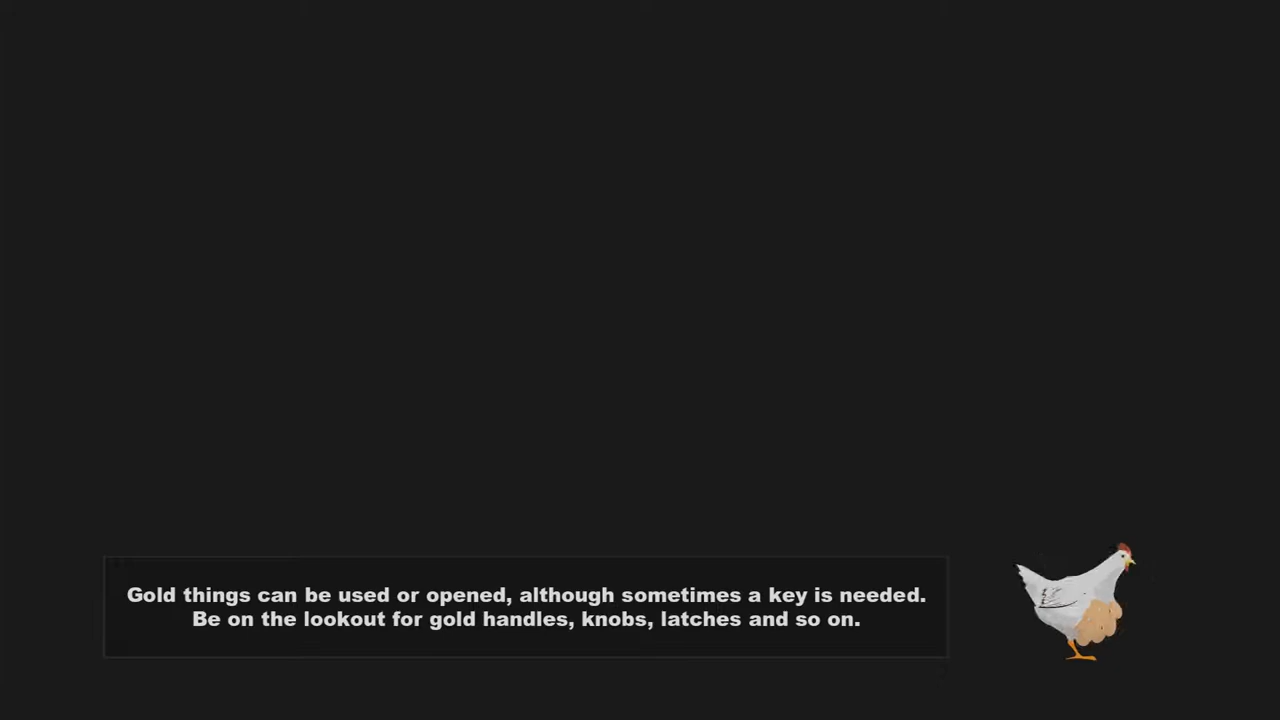 Gold things can be used or opened, although sometimes a key is needed.
Be on the lookout for gold handles, knobs, latches and so on.